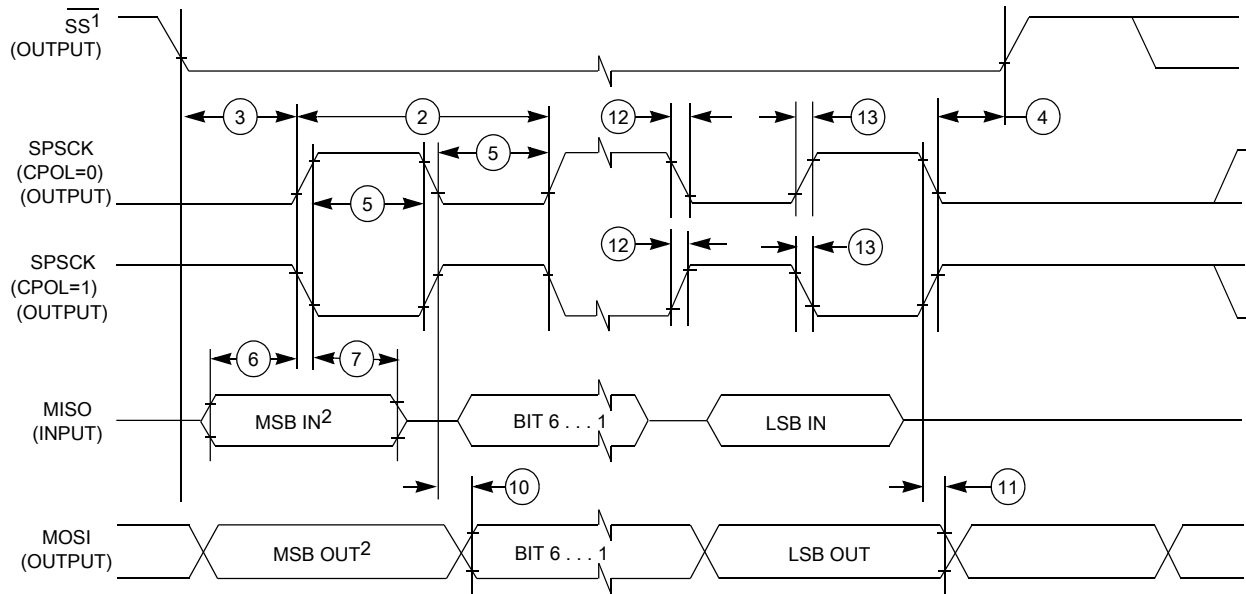 SS¹
(OUTPUT)
3
2
12
13
4
SPSCK
(CPOL=0)
(OUTPUT)
5
5
12
13
SPSCK
(CPOL=1)
(OUTPUT)
6
7
MISO
(INPUT)
MSB IN²
BIT 6 . . . 1
LSB IN
10
11
MOSI
(OUTPUT)
MSB OUT²
BIT 6 . . . 1
LSB OUT